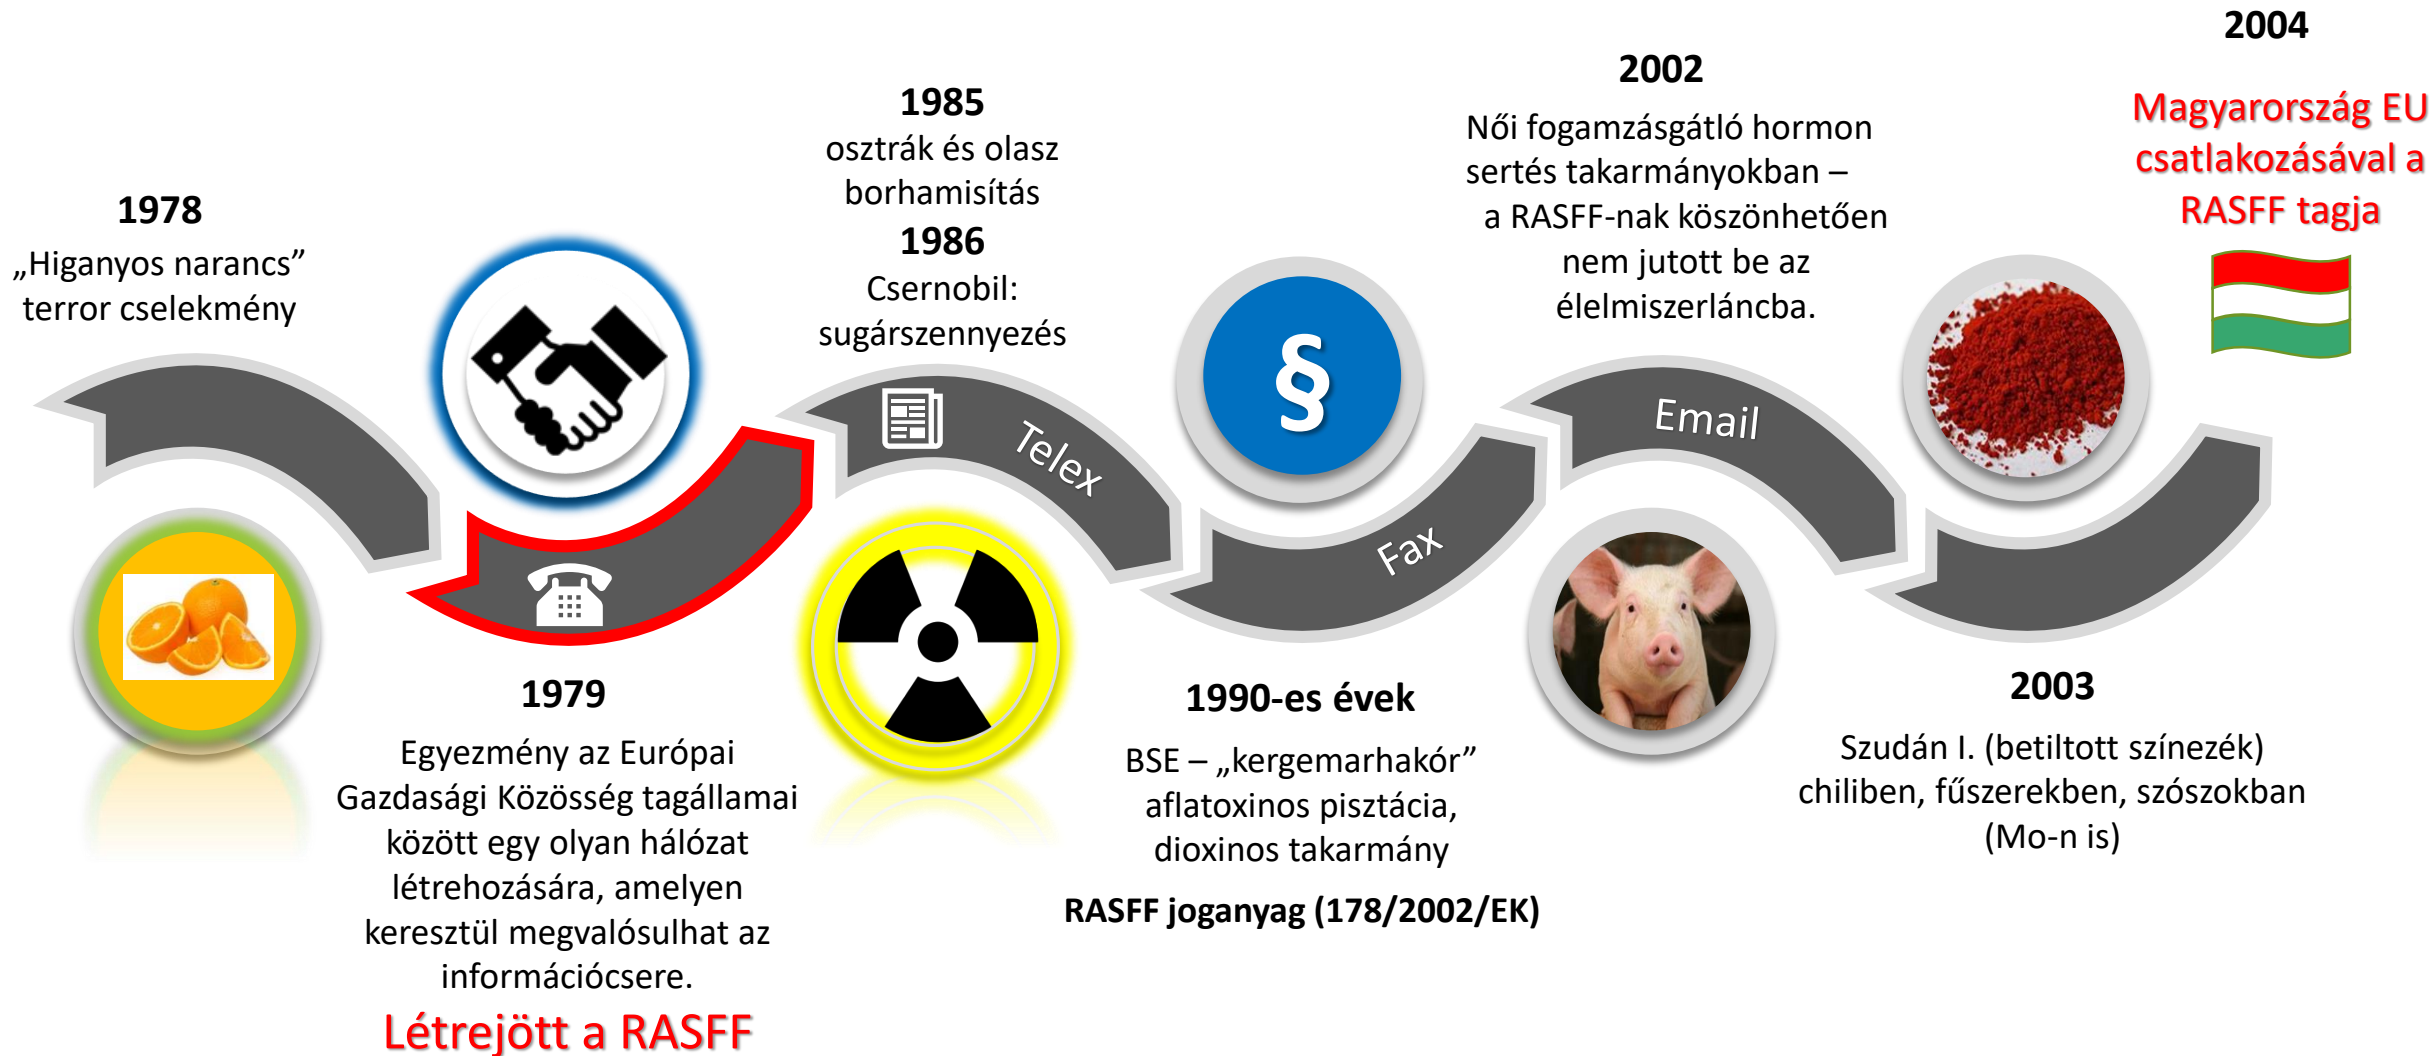 1978
„Higanyos narancs”
terror cselekmény
1979
Egyezmény az Európai
Gazdasági Közösség tagállamai
között egy olyan hálózat
létrehozására, amelyen
keresztül megvalósulhat az
információcsere.
Létrejött a RASFF
1985
osztrák és olasz
borhamisítás
1986
Csernobil:
sugárszennyezés
Telex
§
Fax
1990-es évek
BSE – „kergemarhakór”
aflatoxinos pisztácia,
dioxinos takarmány
RASFF joganyag (178/2002/EK)
2002
Női fogamzásgátló hormon
sertés takarmányokban –
a RASFF-nak köszönhetően
nem jutott be az
élelmiszerláncba.
Email
2003
Szudán I. (betiltott színezék)
chiliben, fűszerekben, szószokban
(Mo-n is)
2004
Magyarország EU
csatlakozásával a
RASFF tagja